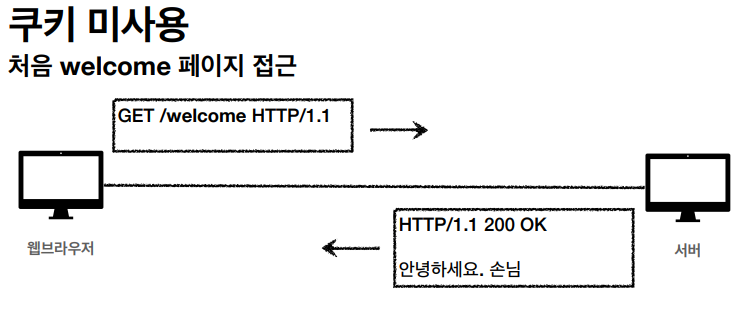 쿠키 미사용
처음 welcome 페이지 접근
GET /welcome HTTP/1.1
웹브라우저
HTTP/1.1 200 OK
안녕하세요. 손님
서버